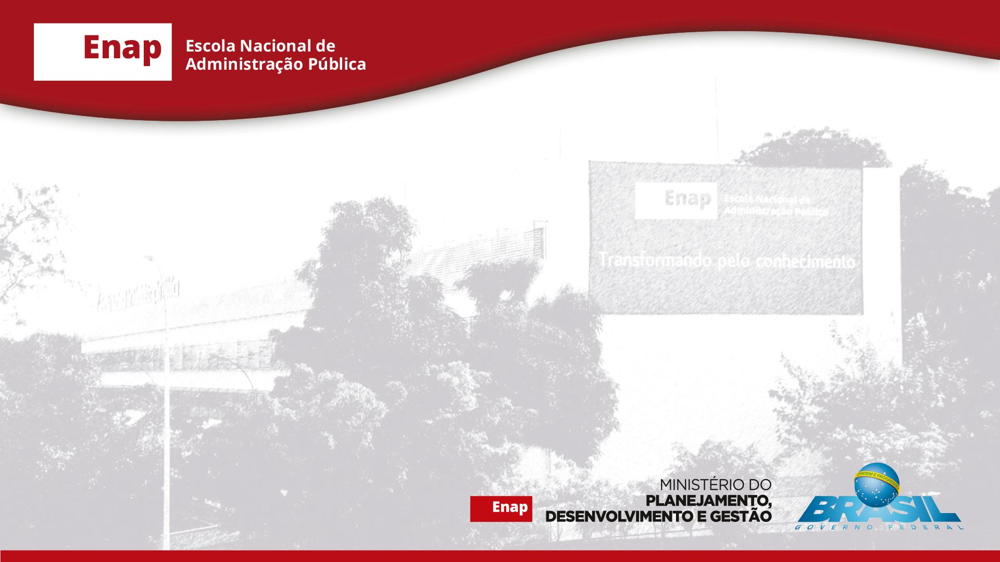 Enap
Escola Nacional de
Administração Pública
Enap
Escola Nacional de
Administração Pública
Transformando pelo conhecimento
Enap
MINISTÉRIO DO
PLANEJAMENTO,
DESENVOLVIMENTO E GESTÃO
ORDEM E PROGRESSO
BRASIL
GOVERNO FEDERAL